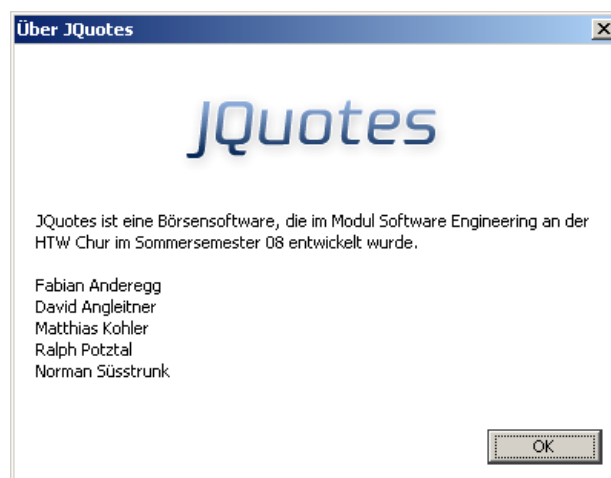 Über JQuotes
JQuotes
JQuotes ist eine Börsensoftware, die im Modul Software Engineering an der
HTW Chur im Sommersemester 08 entwickelt wurde.
Fabian Anderegg
David Angleitner
Matthias Kohler
Ralph Potztal
Norman Süsstrunk
OK